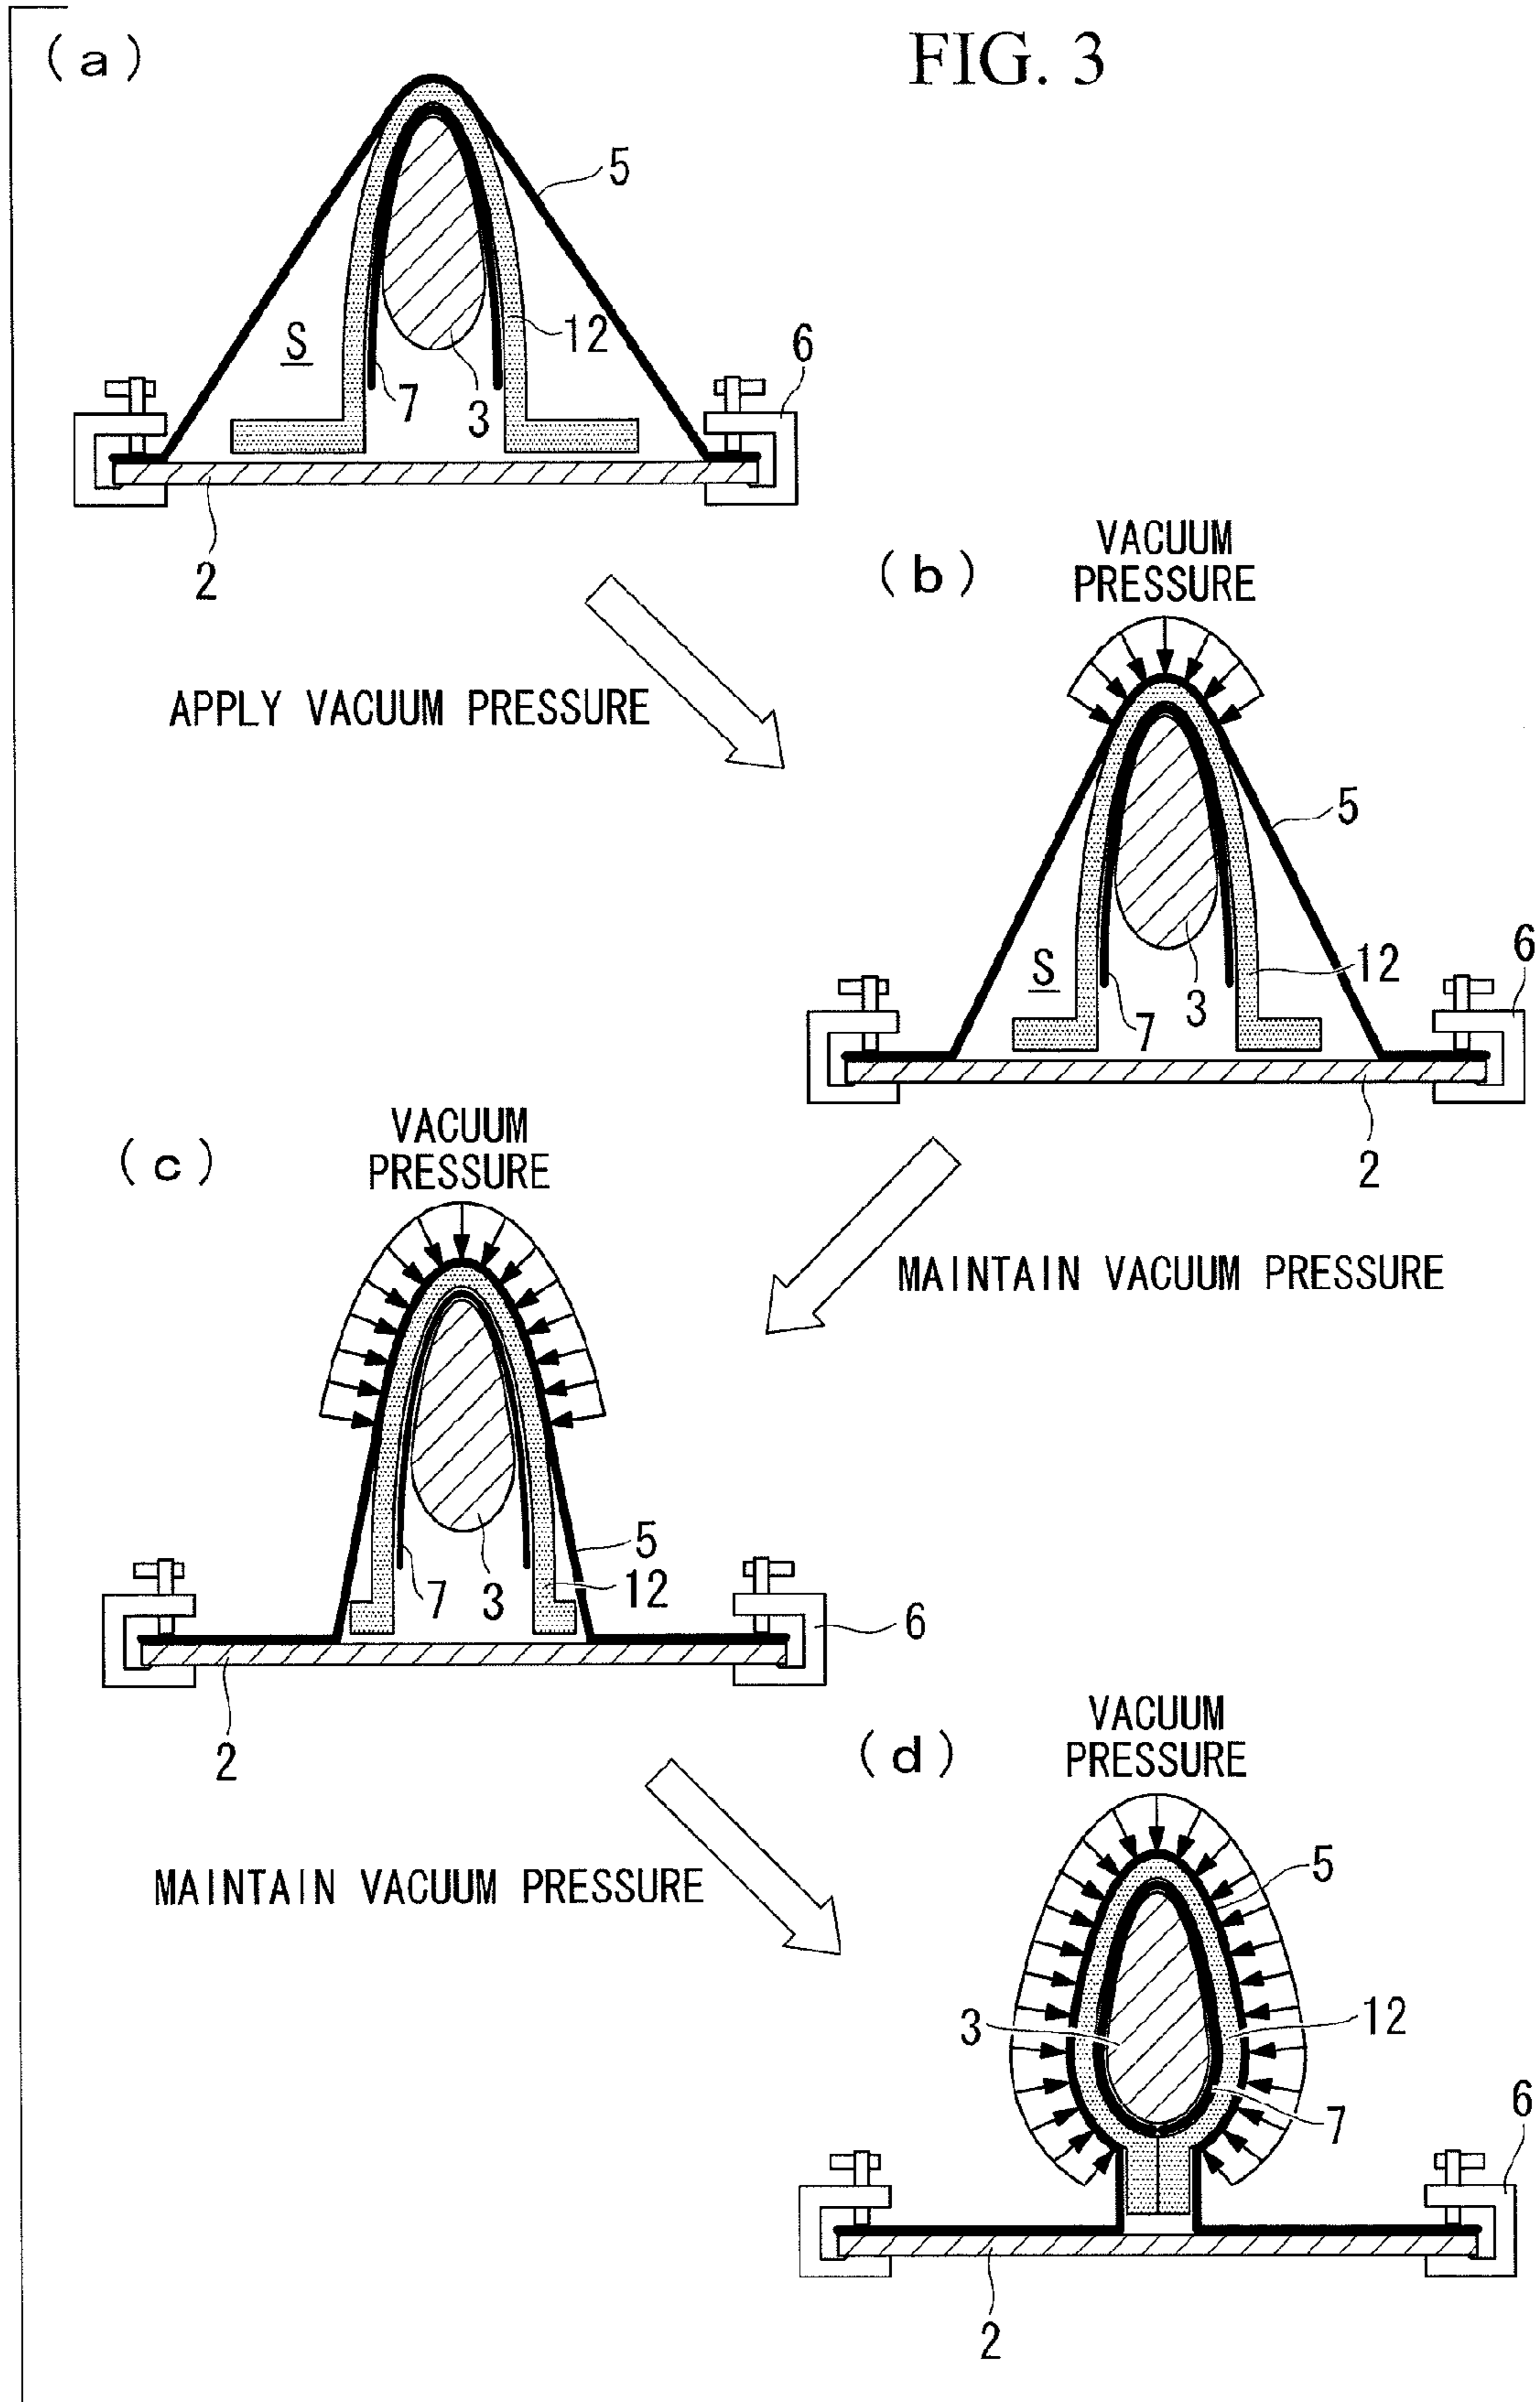 FIG. 3
(a)
5
S
12
6
7
3
2
APPLY VACUUM PRESSURE
(b)
VACUUM
PRESSURE
5
S
12
6
7
3
2
MAINTAIN VACUUM PRESSURE
(c)
VACUUM
PRESSURE
5
7
3
12
6
2
MAINTAIN VACUUM PRESSURE
(d)
VACUUM
PRESSURE
5
3
12
7
6
2